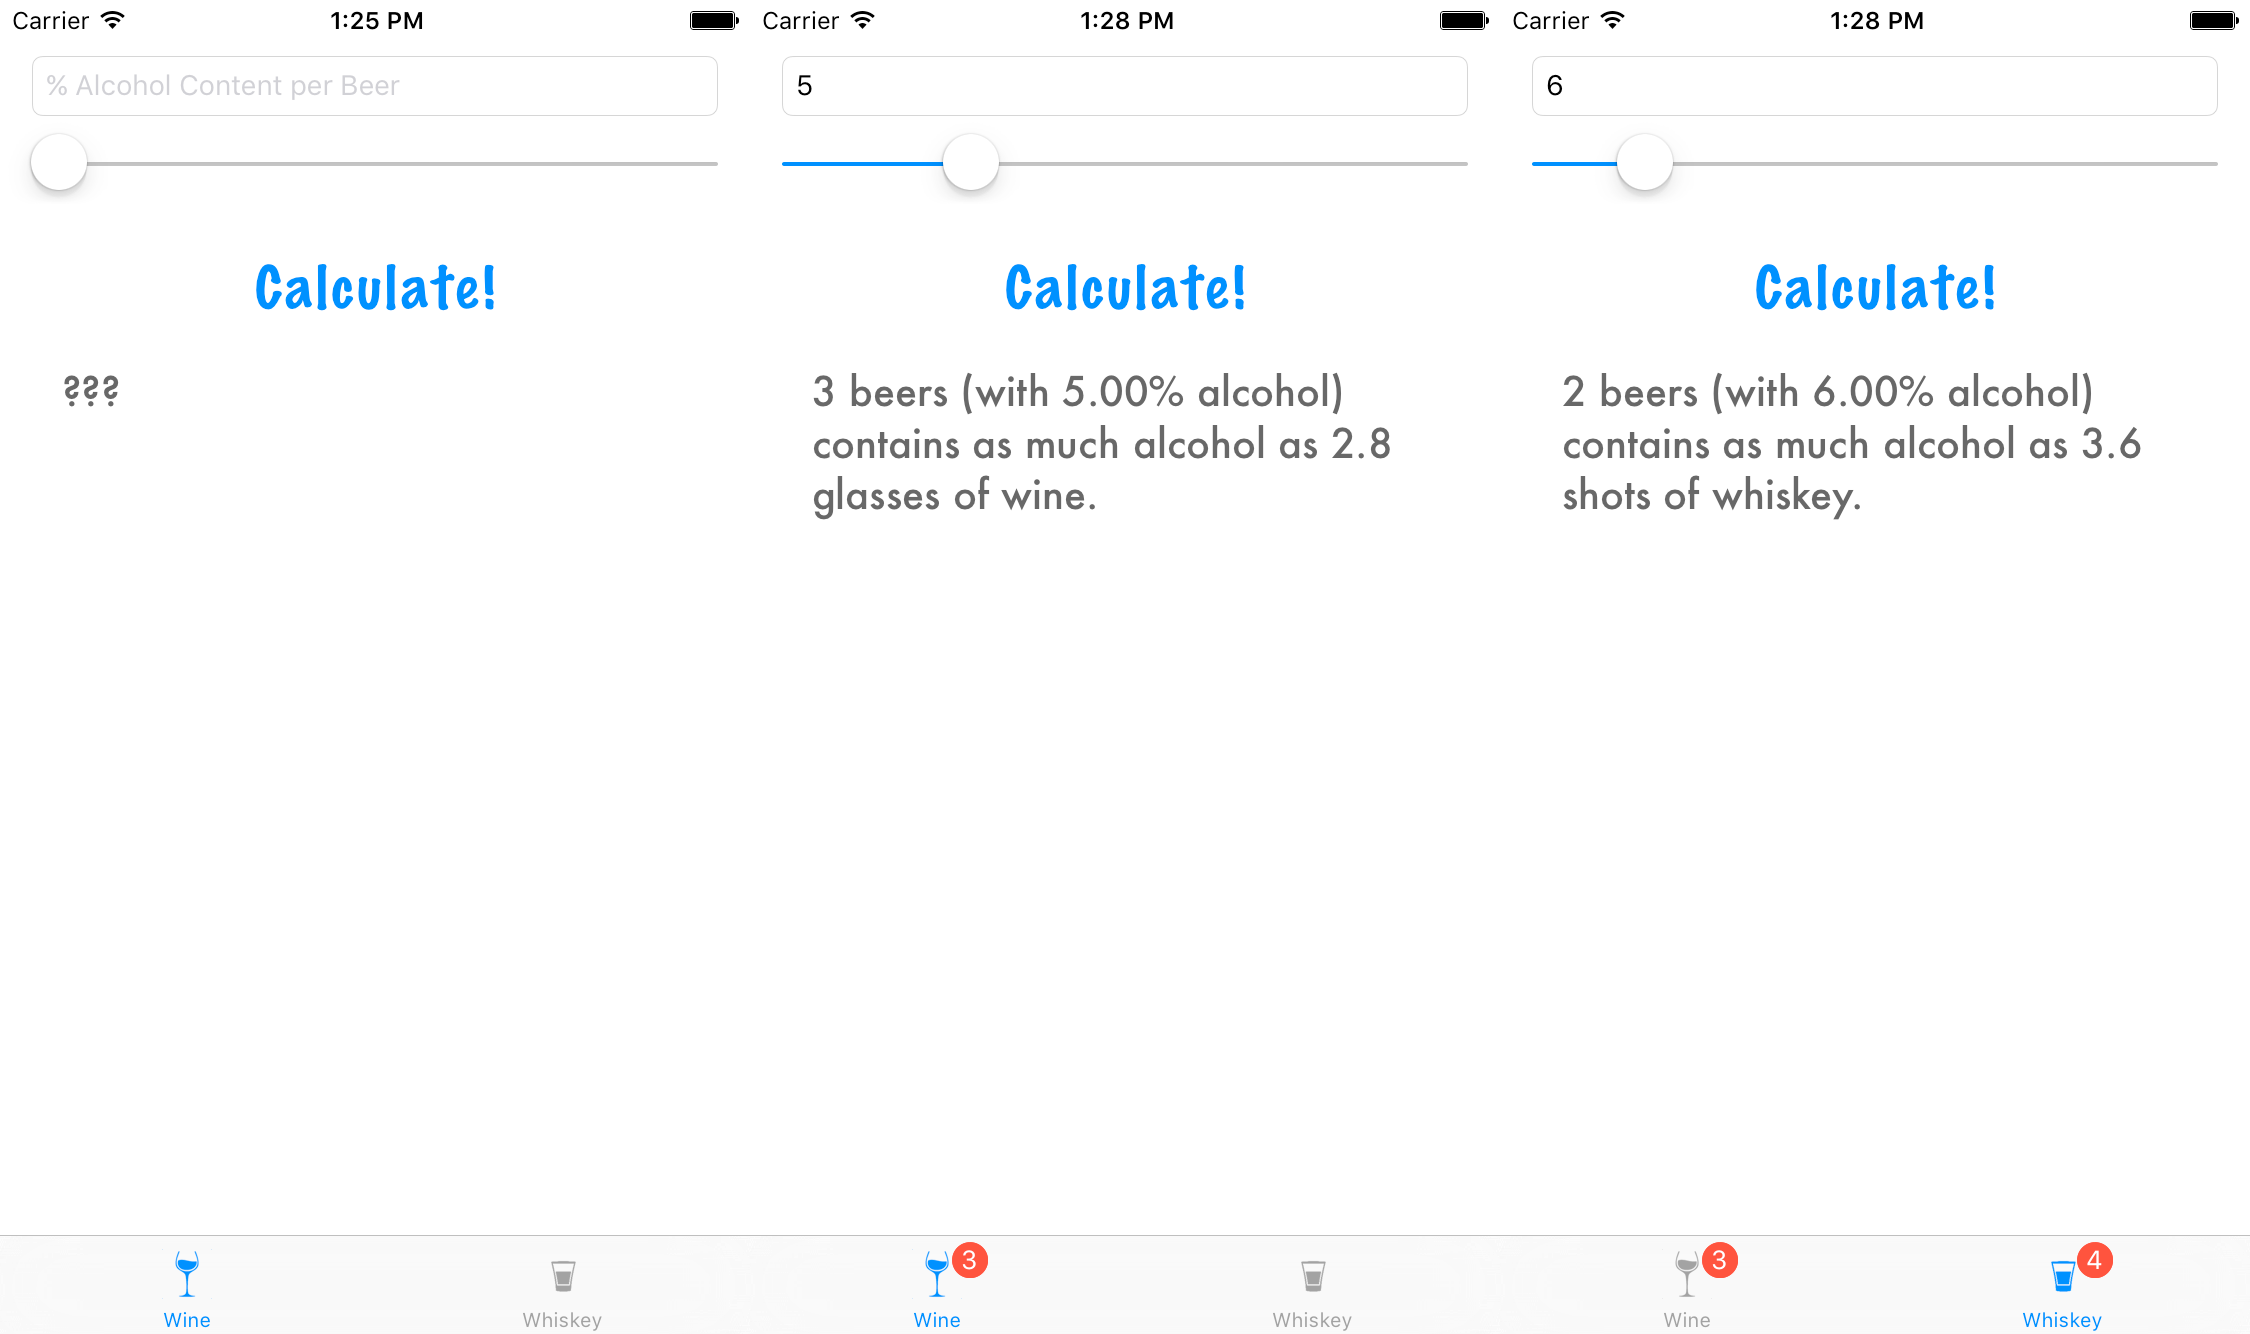 Carrier 1:25 PM
% Alcohol Content per Beer
Calculate!
???
Wine Whiskey
Carrier 1:28 PM
5
Calculate!
3 beers (with 5.00% alcohol)
contains as much alcohol as 2.8
glasses of wine.
3
Wine Whiskey
Carrier 1:28 PM
6
Calculate!
2 beers (with 6.00% alcohol)
contains as much alcohol as 3.6
shots of whiskey.
3 4
Wine Whiskey